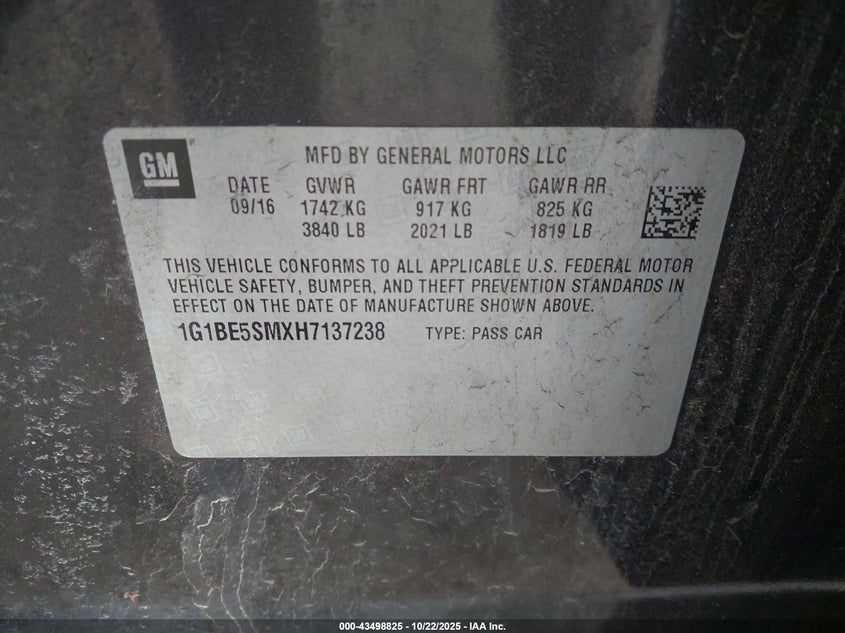 GM
MFD BY GENERAL MOTORS LLC
DATE GVWR GAWR FRT GAWR RR
09/16 1742 KG 917 KG 825 KG
3840 LB 2021 LB 1819 LB
THIS VEHICLE CONFORMS TO ALL APPLICABLE U.S. FEDERAL MOTOR
VEHICLE SAFETY, BUMPER, AND THEFT PREVENTION STANDARDS IN
EFFECT ON THE DATE OF MANUFACTURE SHOWN ABOVE.
1G1BE5SMXH7137238 TYPE: PASS CAR
000-43498825 - 10/22/2025 - IAA Inc.